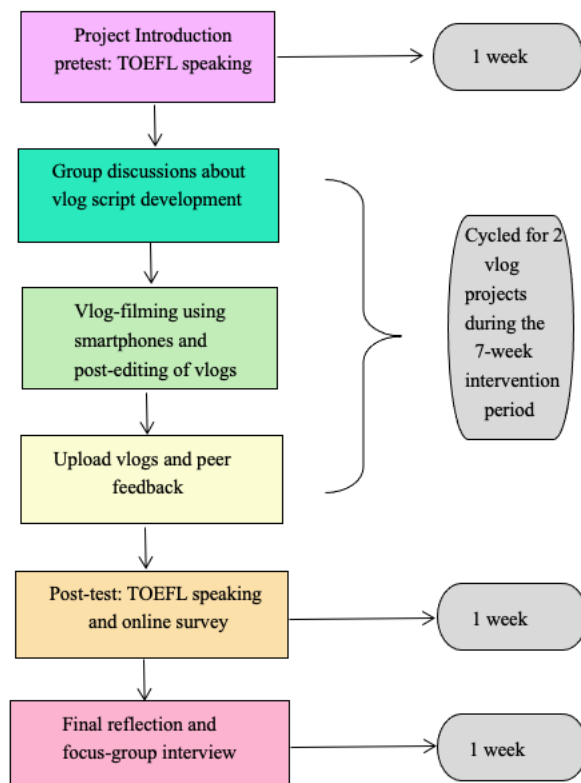 Project Introduction
pretest: TOEFL speaking
1 week
Group discussions about
vlog script development
Vlog-filming using
smartphones and
post-editing of vlogs
Upload vlogs and peer
feedback
Cycled for 2
vlog
projects
during the
7-week
intervention
period
Post-test: TOEFL speaking
and online survey
1 week
Final reflection and
focus-group interview
1 week